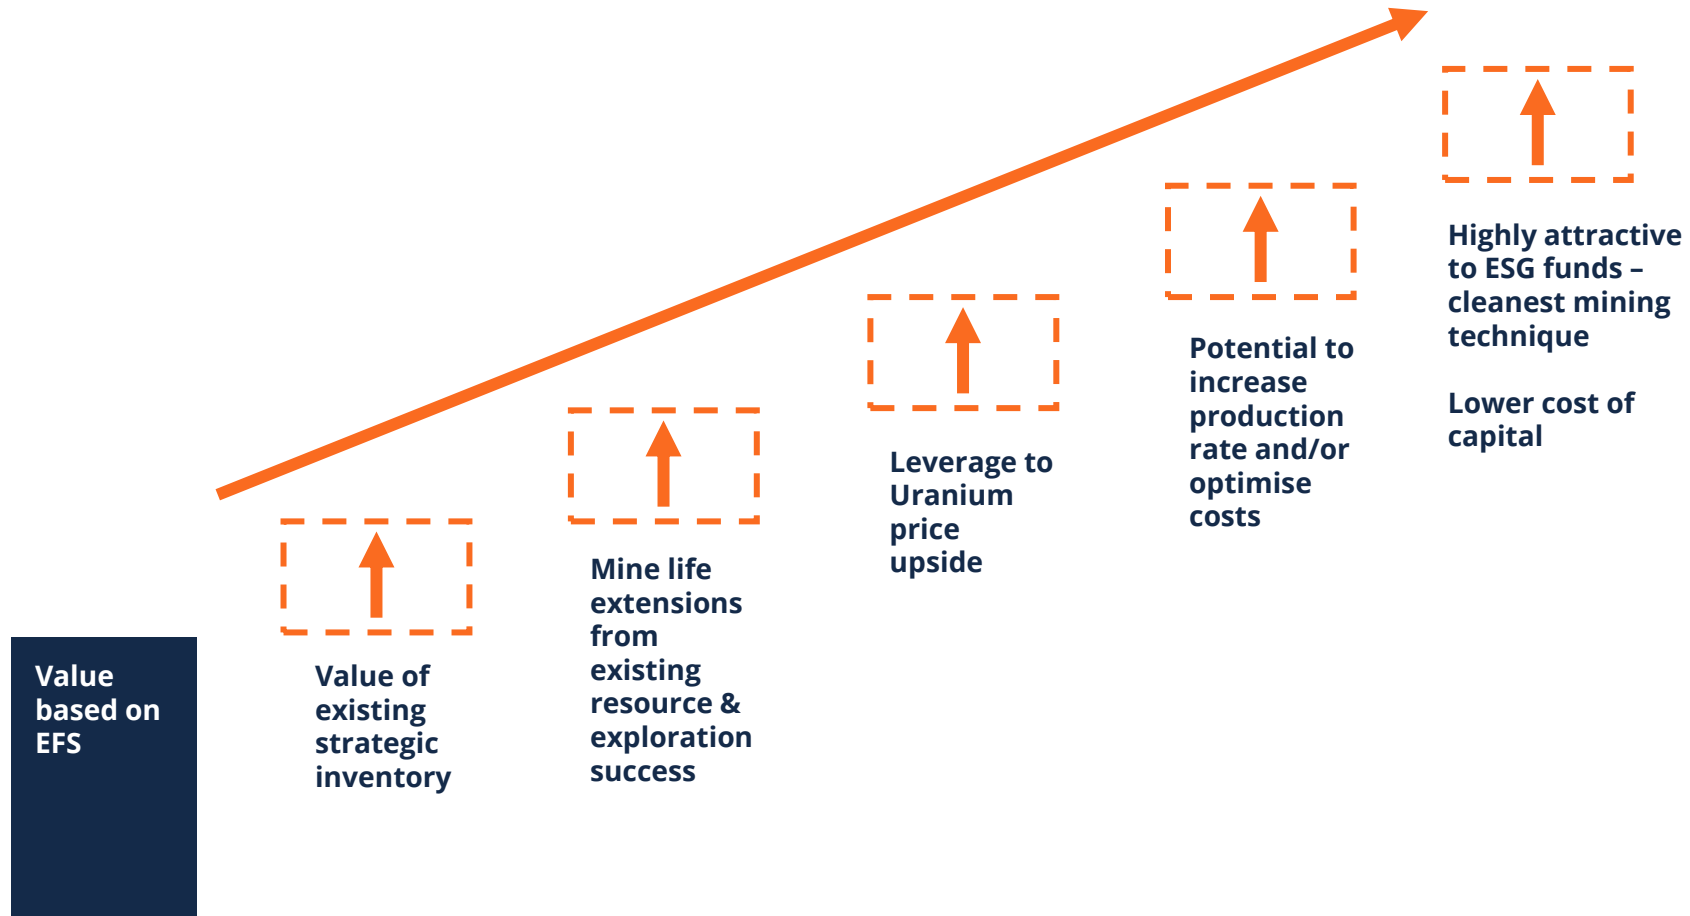 Value
based on
EFS
Value of
existing
strategic
inventory
Mine life
extensions
from
existing
resource &
exploration
success
Leverage to
Uranium
price
upside
Potential to
increase
production
rate and/or
optimise
costs
Highly attractive
to ESG funds –
cleanest mining
technique
Lower cost of
capital